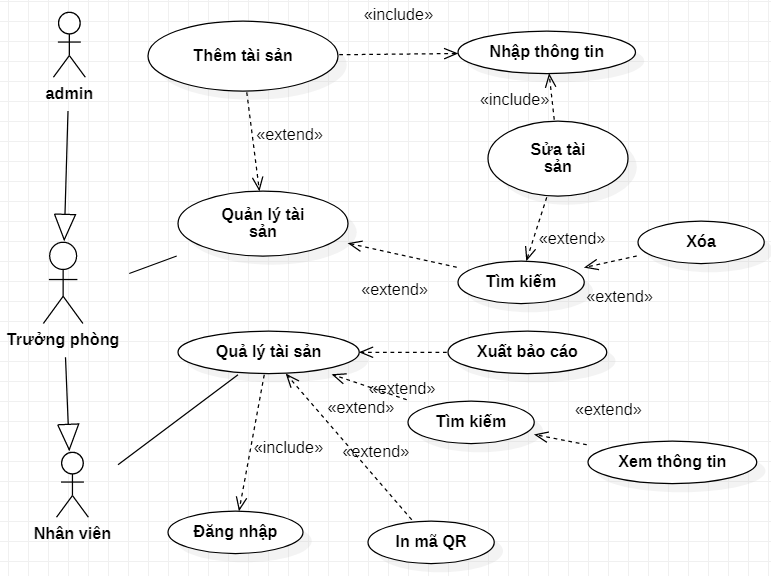 «include»
Thêm tài sản
Nhập thông tin
admin
«include»
«extend»
Sửa tài
sản
Quản lý tài
sản
«extend»
Xóa
Tìm kiếm
«extend»
«extend»
Trưởng phòng
Quả lý tài sản
Xuất bảo cáo
«extend»
«extend»
«extend»
Tìm kiếm
«include»
«extend»
Xem thông tin
Nhân viên
Đăng nhập
In mã QR